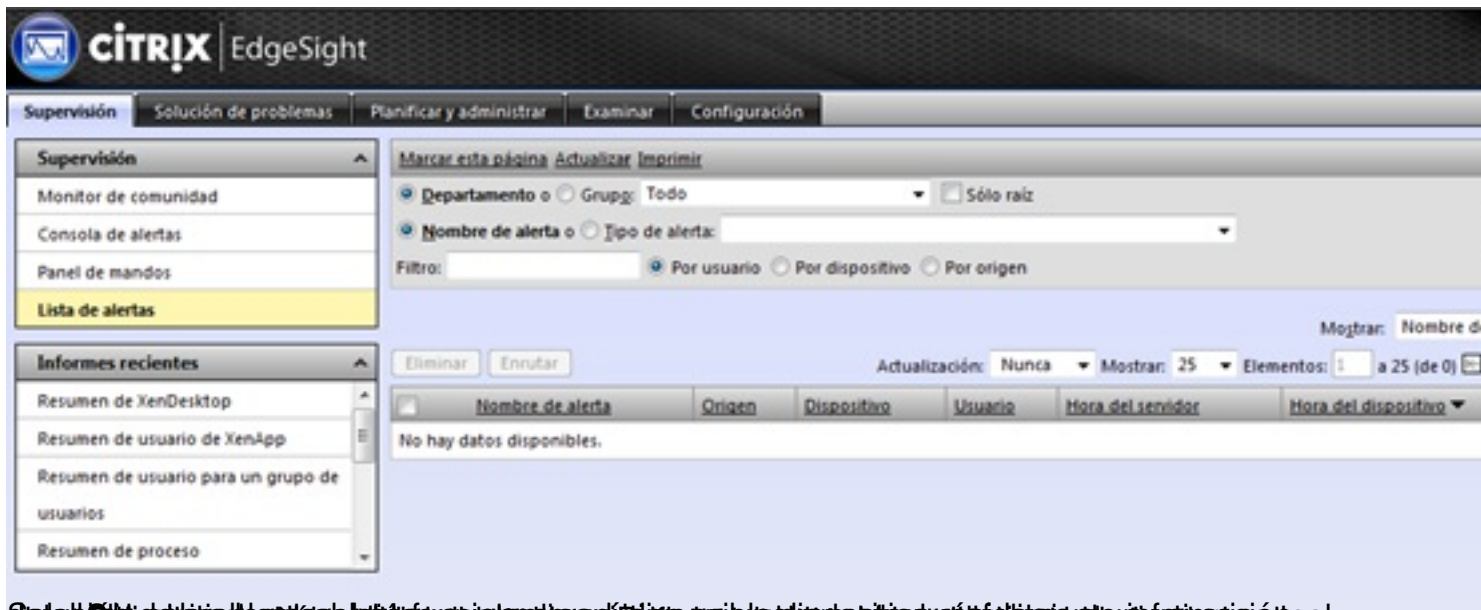 CİTRIX EdgeSight
Supervisión Solución de problemas Planificar y administrar Examinar Configuración
Supervisión
Monitor de comunidad
Consola de alertas
Panel de mandos
Lista de alertas
Informes recientes
Resumen de XenDesktop
Resumen de usuario de XenApp
Resumen de usuario para un grupo de
usuarios
Resumen de proceso
Marcar esta página Actualizar Imprimir
Departamento o Grupo: Todo Sólo raíz
Nombre de alerta o Tipo de alerta:
Filtro: Por usuario Por dispositivo Por origen
Mostrar: Nombre
Eliminar Enrutar Actualización: Nunca Mostrar: 25 Elementos: 1 a 25 (de 0)
Nombre de alerta Origen Dispositivo Usuario Hora del servidor Hora del dispositivo
No hay datos disponibles.